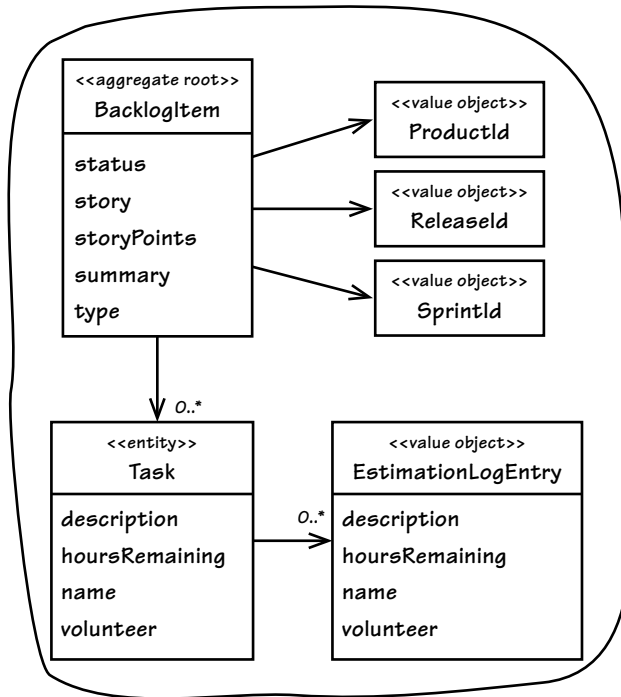 <<aggregate root>>
BacklogItem
status
story
storyPoints
summary
type
<<value object>>
ProductId
<<value object>>
ReleaseId
<<value object>>
SprintId
0..*
<<entity>>
Task
description
hoursRemaining
name
volunteer
0..*
<<value object>>
EstimationLogEntry
description
hoursRemaining
name
volunteer